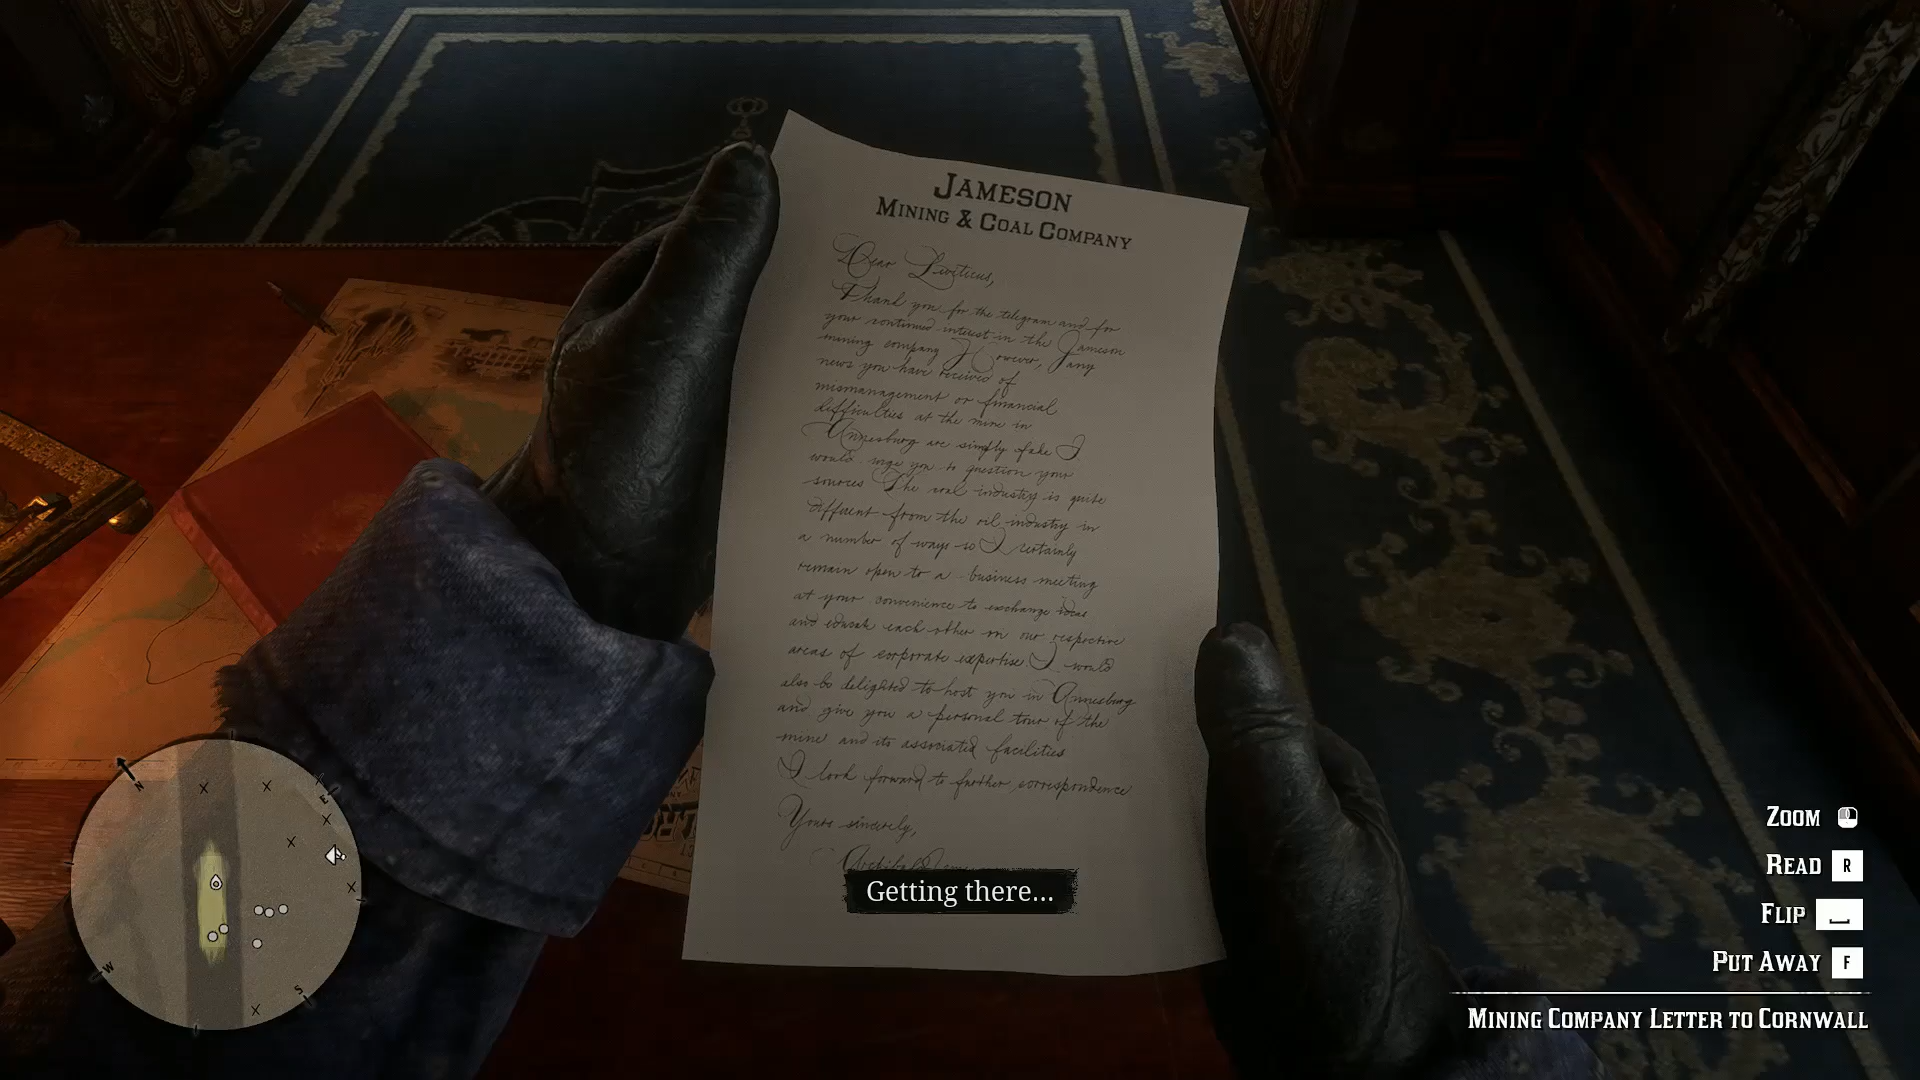 JAMESON
MINING & COAL COMPANY
Dear Leviticus,
Thank you for the telegram and for
your continued interest in the Jameson
mining company However, any
news you have received of
mismanagement or financial
difficulties at the mine in
Annesburg are simply fake I
would urge you to question your
sources The coal industry is quite
different from the oil industry in
a number of ways so I certainly
remain open to a business meeting
at your convenience to exchange ideas
and educate each other on our respective
areas of corporate expertise I would
also be delighted to host you in Annesburg
and give you a personal tour of the
mine and its associated facilities
I look forward to further correspondence
Yours sincerely,
Getting there...
N
E
W
S
ZOOM
READ R
FLIP
PUT AWAY F
MINING COMPANY LETTER TO CORNWALL